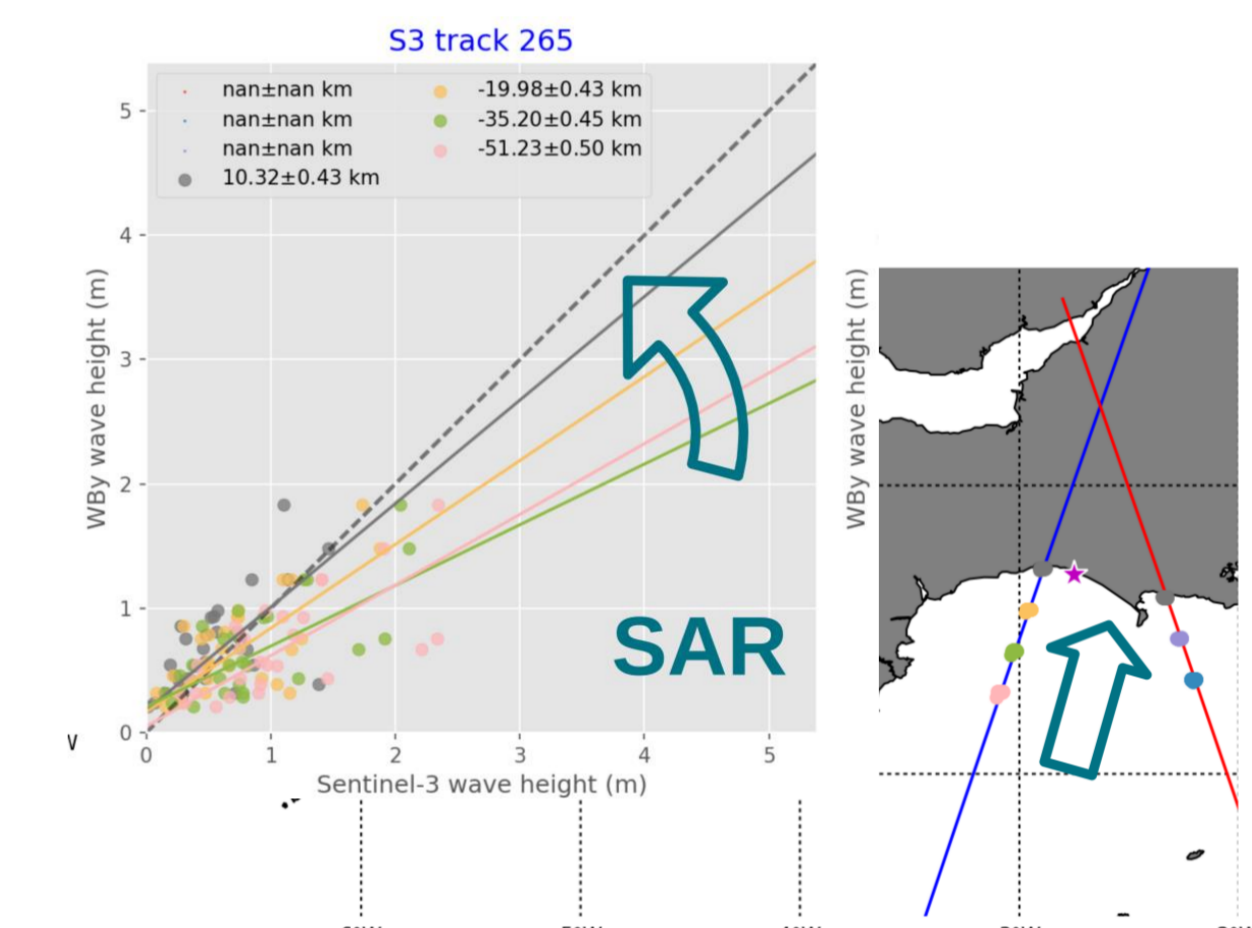 S3 track 265
nan±nan km
nan±nan km
nan±nan km
10.32±0.43 km
-19.98±0.43 km
-35.20±0.45 km
-51.23±0.50 km
WBy wave height (m)
5
4
3
2
1
0
0 1 2 3 4 5
Sentinel-3 wave height (m)
SAR
WBy wave height (m)